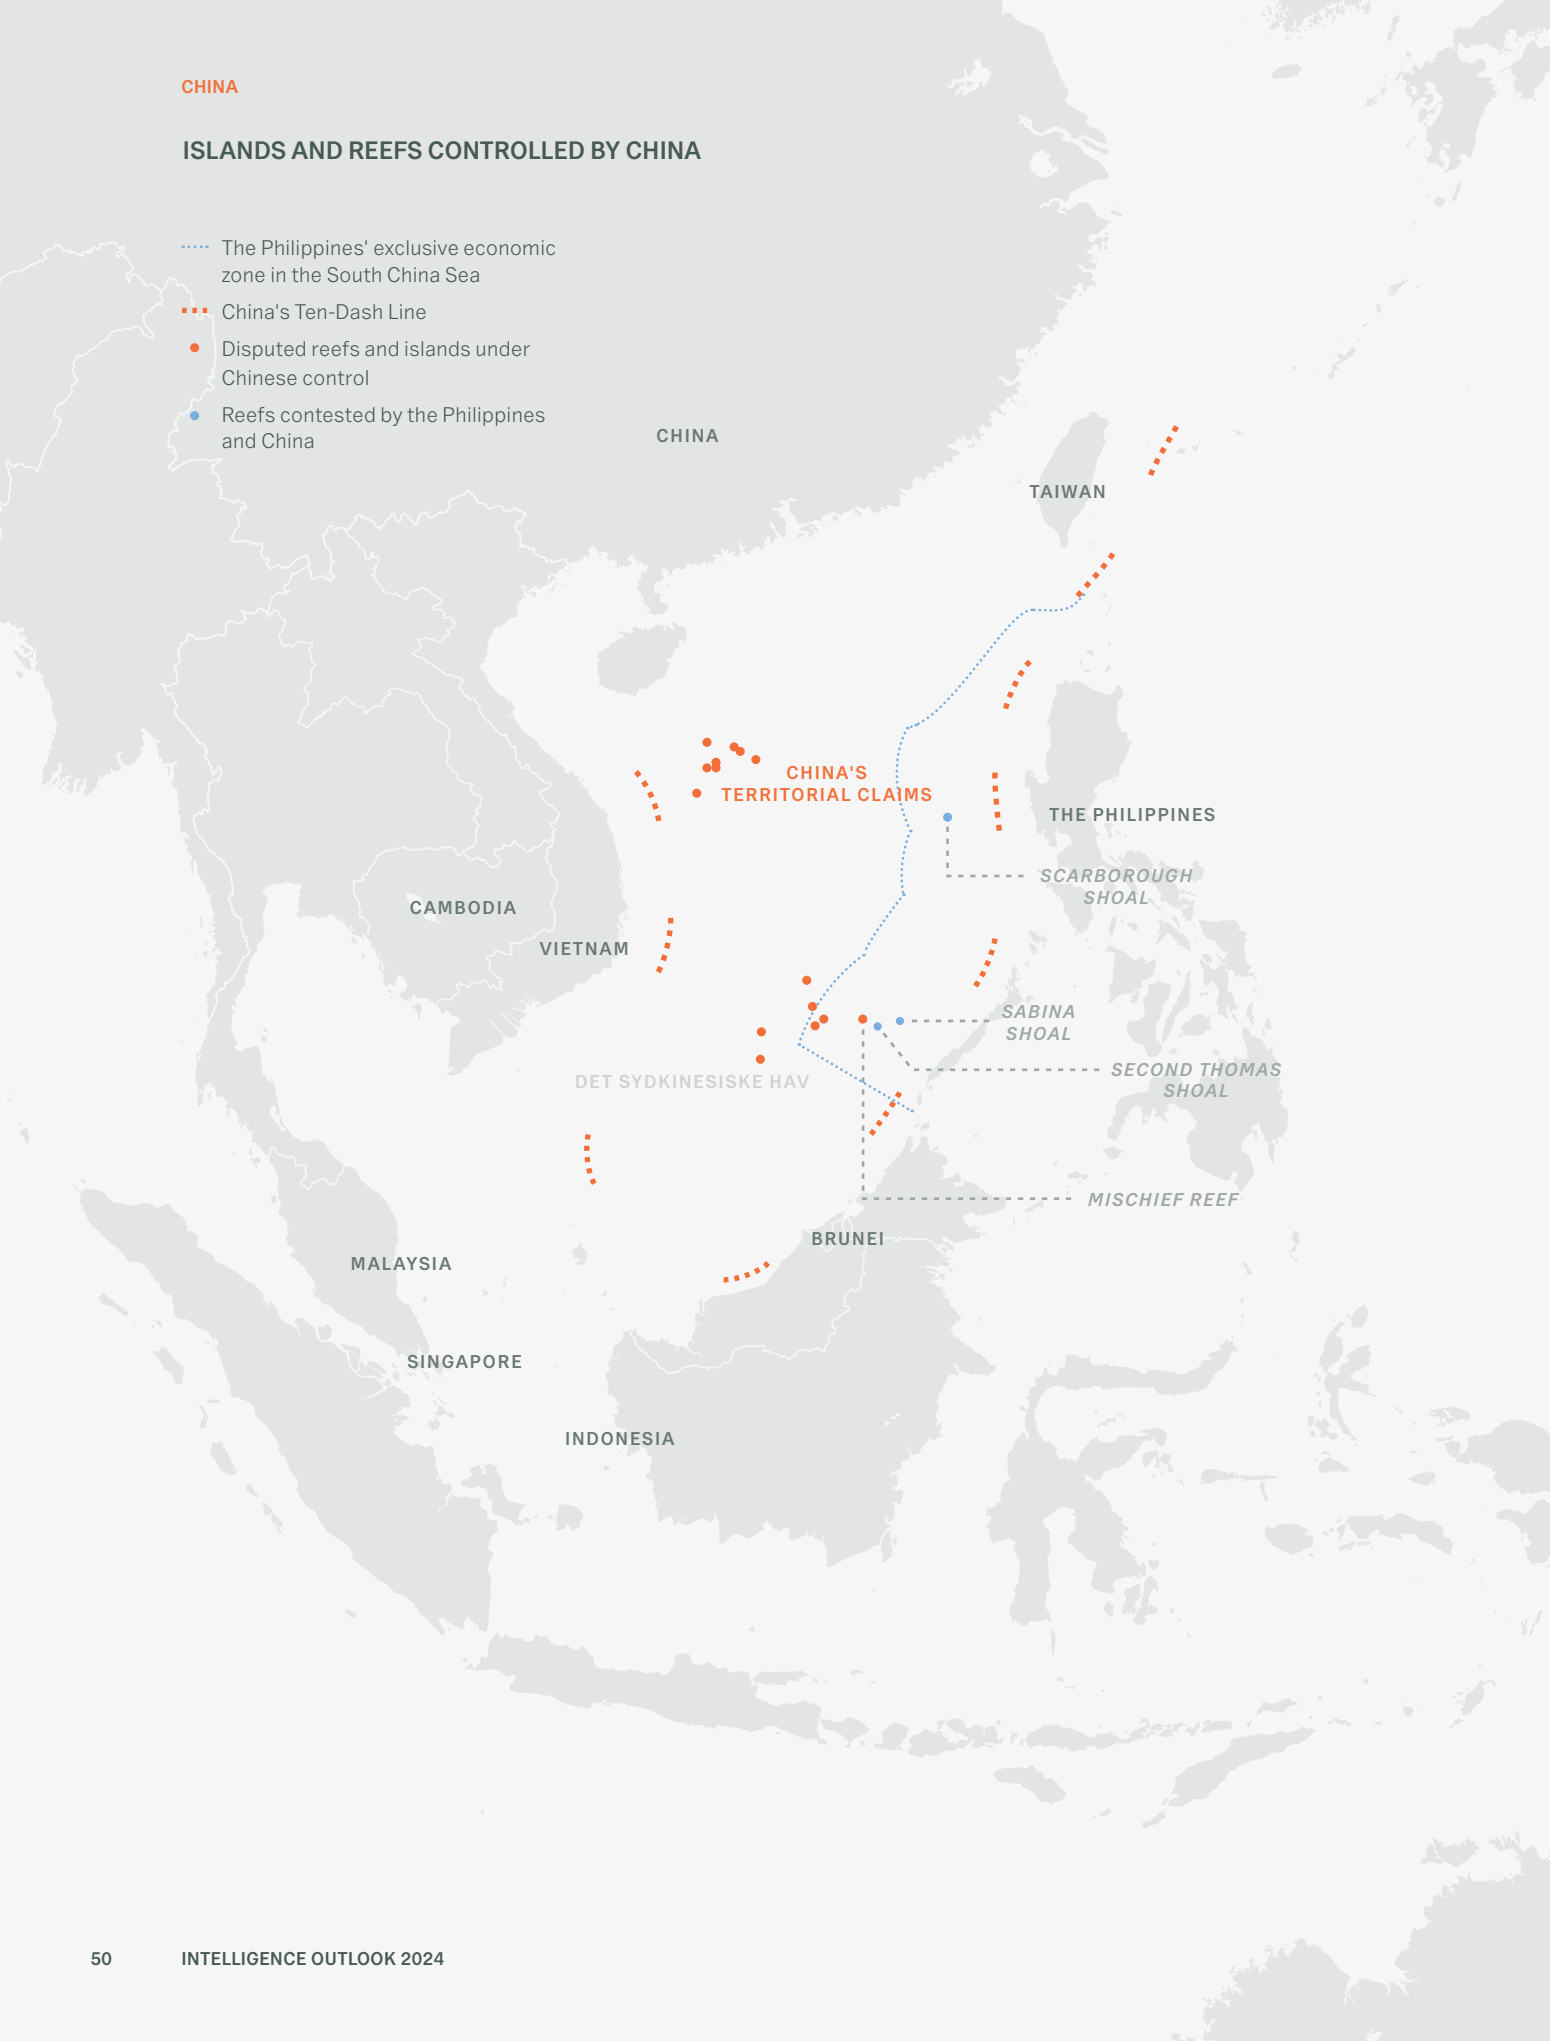 CHINA
ISLANDS AND REEFS CONTROLLED BY CHINA
The Philippines' exclusive economic
zone in the South China Sea
China's Ten-Dash Line
Disputed reefs and islands under
Chinese control
Reefs contested by the Philippines
and China
CHINA
TAIWAN
CHINA'S
TERRITORIAL CLAIMS
THE PHILIPPINES
SCARBOROUGH
SHOAL
CAMBODIA
VIETNAM
SABINA
SHOAL
SECOND THOMAS
SHOAL
DET SYDKINESISKE HAV
MISCHIEF REEF
BRUNEI
MALAYSIA
SINGAPORE
INDONESIA
50 INTELLIGENCE OUTLOOK 2024